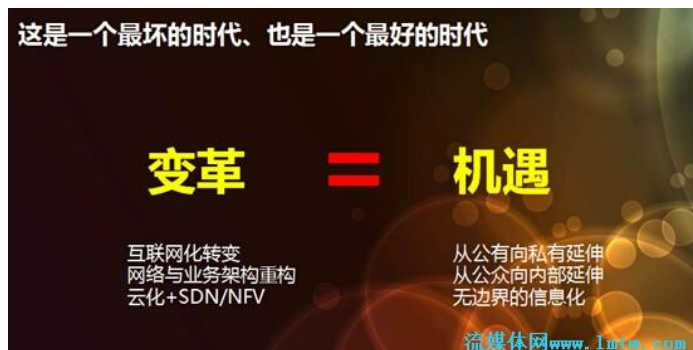 这是一个最坏的时代、也是一个最好的时代
变革 = 机遇
互联网化转变
网络与业务架构重构
云化+SDN/NFV
从公有向私有延伸
从公众向内部延伸
无边界的信息化
流媒体网www.lmtw.com